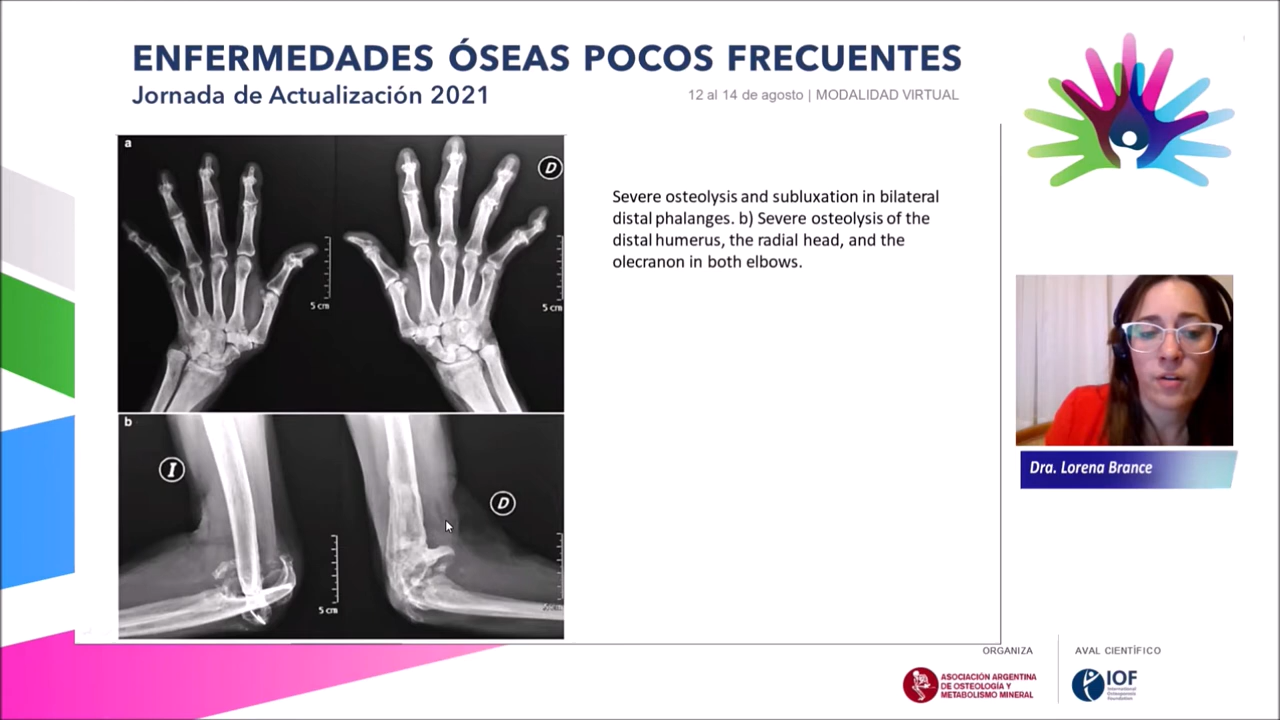 ENFERMEDADES ÓSEAS POCOS FRECUENTES
Jornada de Actualización 2021
12 al 14 de agosto | MODALIDAD VIRTUAL
a
D
5 cm
5 cm
Severe osteolysis and subluxation in bilateral
distal phalanges. b) Severe osteolysis of the
distal humerus, the radial head, and the
olecranon in both elbows.
b
I
D
5 cm
Dra. Lorena Brance
ORGANIZA
AVAL CIENTÍFICO
ASOCIACIÓN ARGENTINA
DE OSTEOLOGÍA Y
METABOLISMO MINERAL
IOF
International
Osteoporosis
Foundation